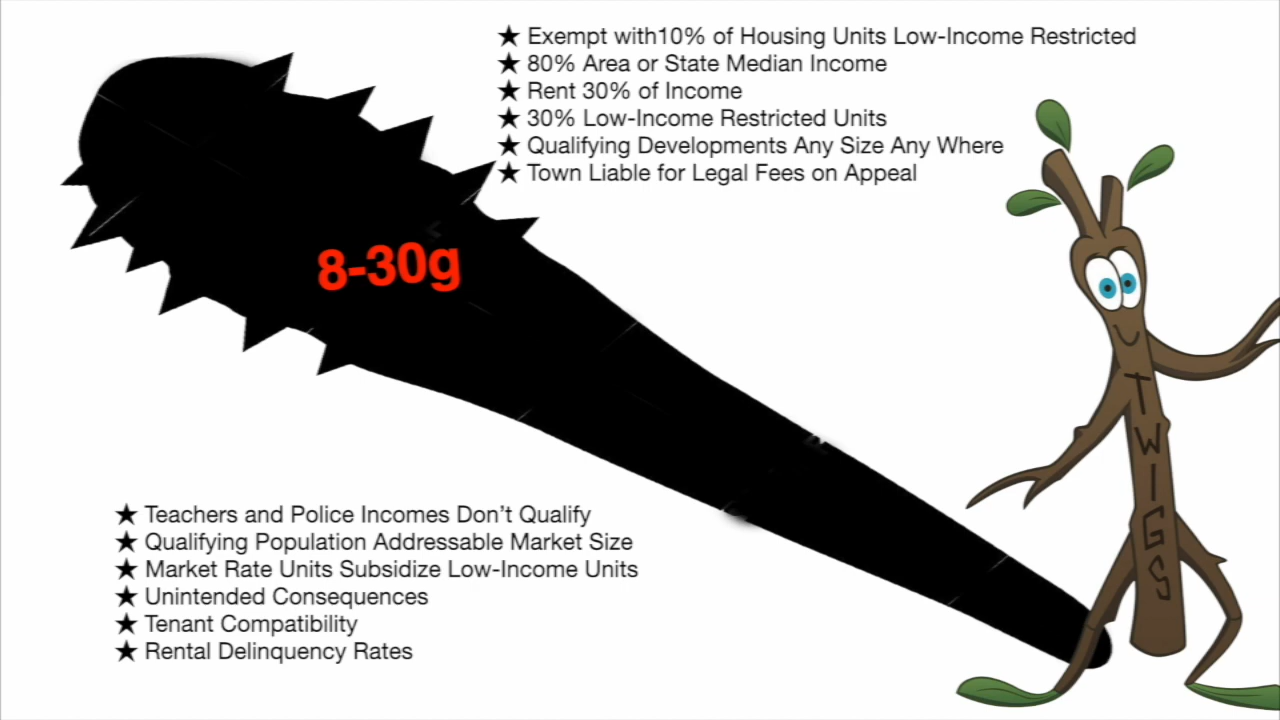 ★ Exempt with10% of Housing Units Low-Income Restricted
★ 80% Area or State Median Income
★ Rent 30% of Income
★ 30% Low-Income Restricted Units
★ Qualifying Developments Any Size Any Where
★ Town Liable for Legal Fees on Appeal
8-30g
TWIGS
★ Teachers and Police Incomes Don’t Qualify
★ Qualifying Population Addressable Market Size
★ Market Rate Units Subsidize Low-Income Units
★ Unintended Consequences
★ Tenant Compatibility
★ Rental Delinquency Rates